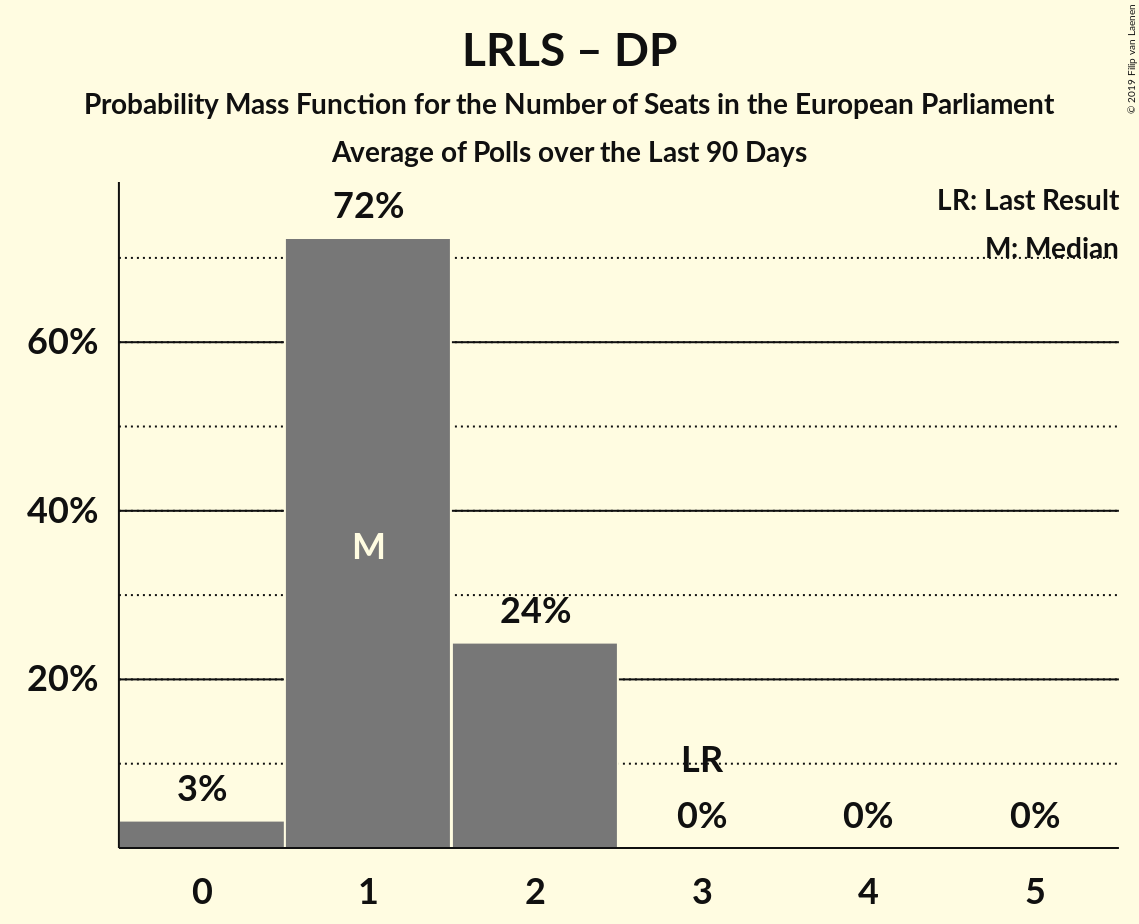 LRLS – DP
Probability Mass Function for the Number of Seats in the European Parliament
Average of Polls over the Last 90 Days
© 2019 Filip van Laenen
LR: Last Result
M: Median
72%
60%
40%
M
24%
20%
LR
3%
0%
0%
0%
0
1
2
3
4
5